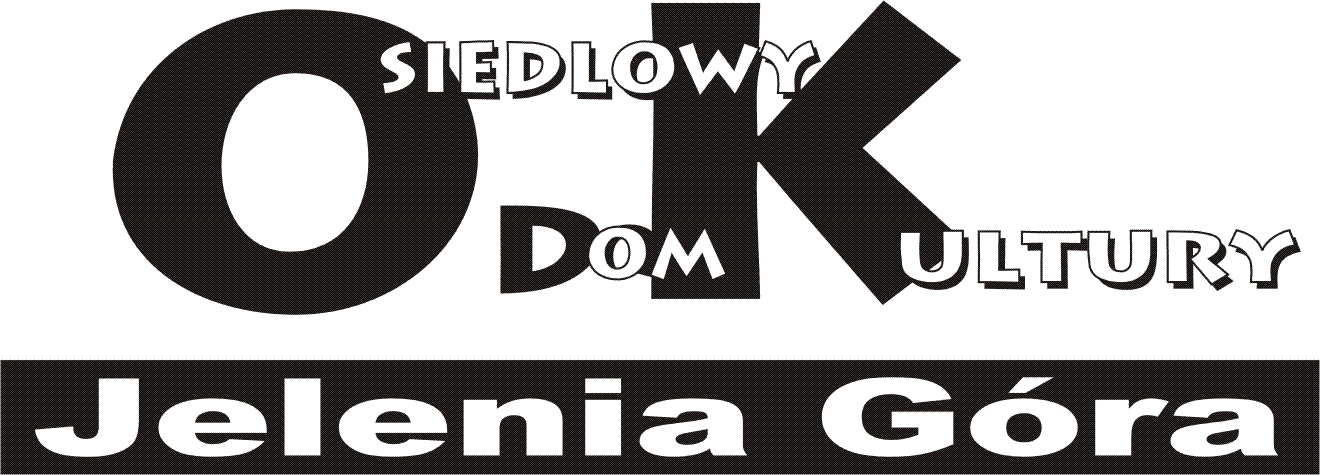 OSIEDLOWY
DOM KULTURY
Jelenia Góra